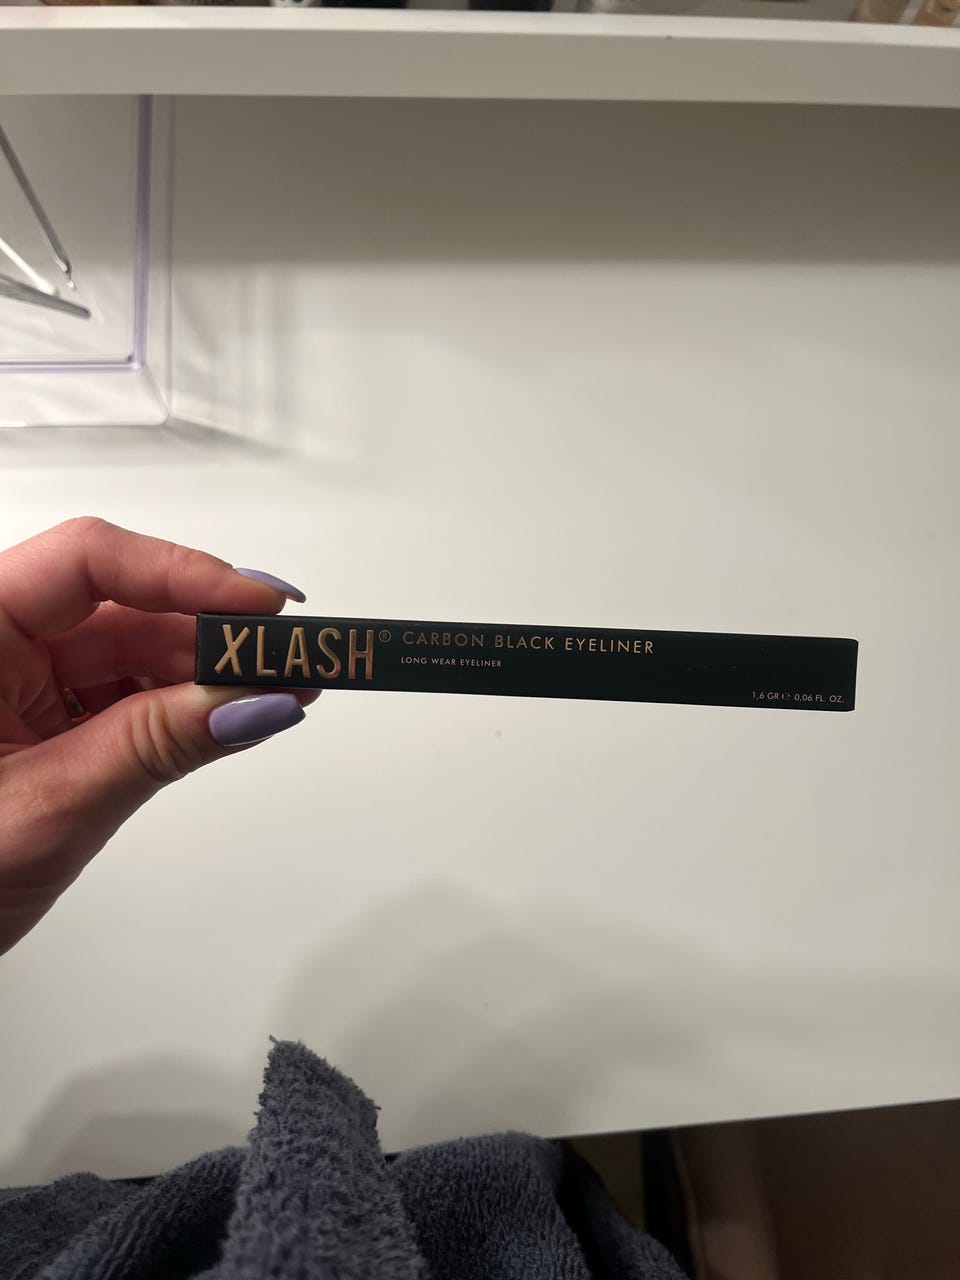 XLASH®
CARBON BLACK EYELINER
LONG WEAR EYELINER
1,6 GR ℮ 0,06 FL. OZ.